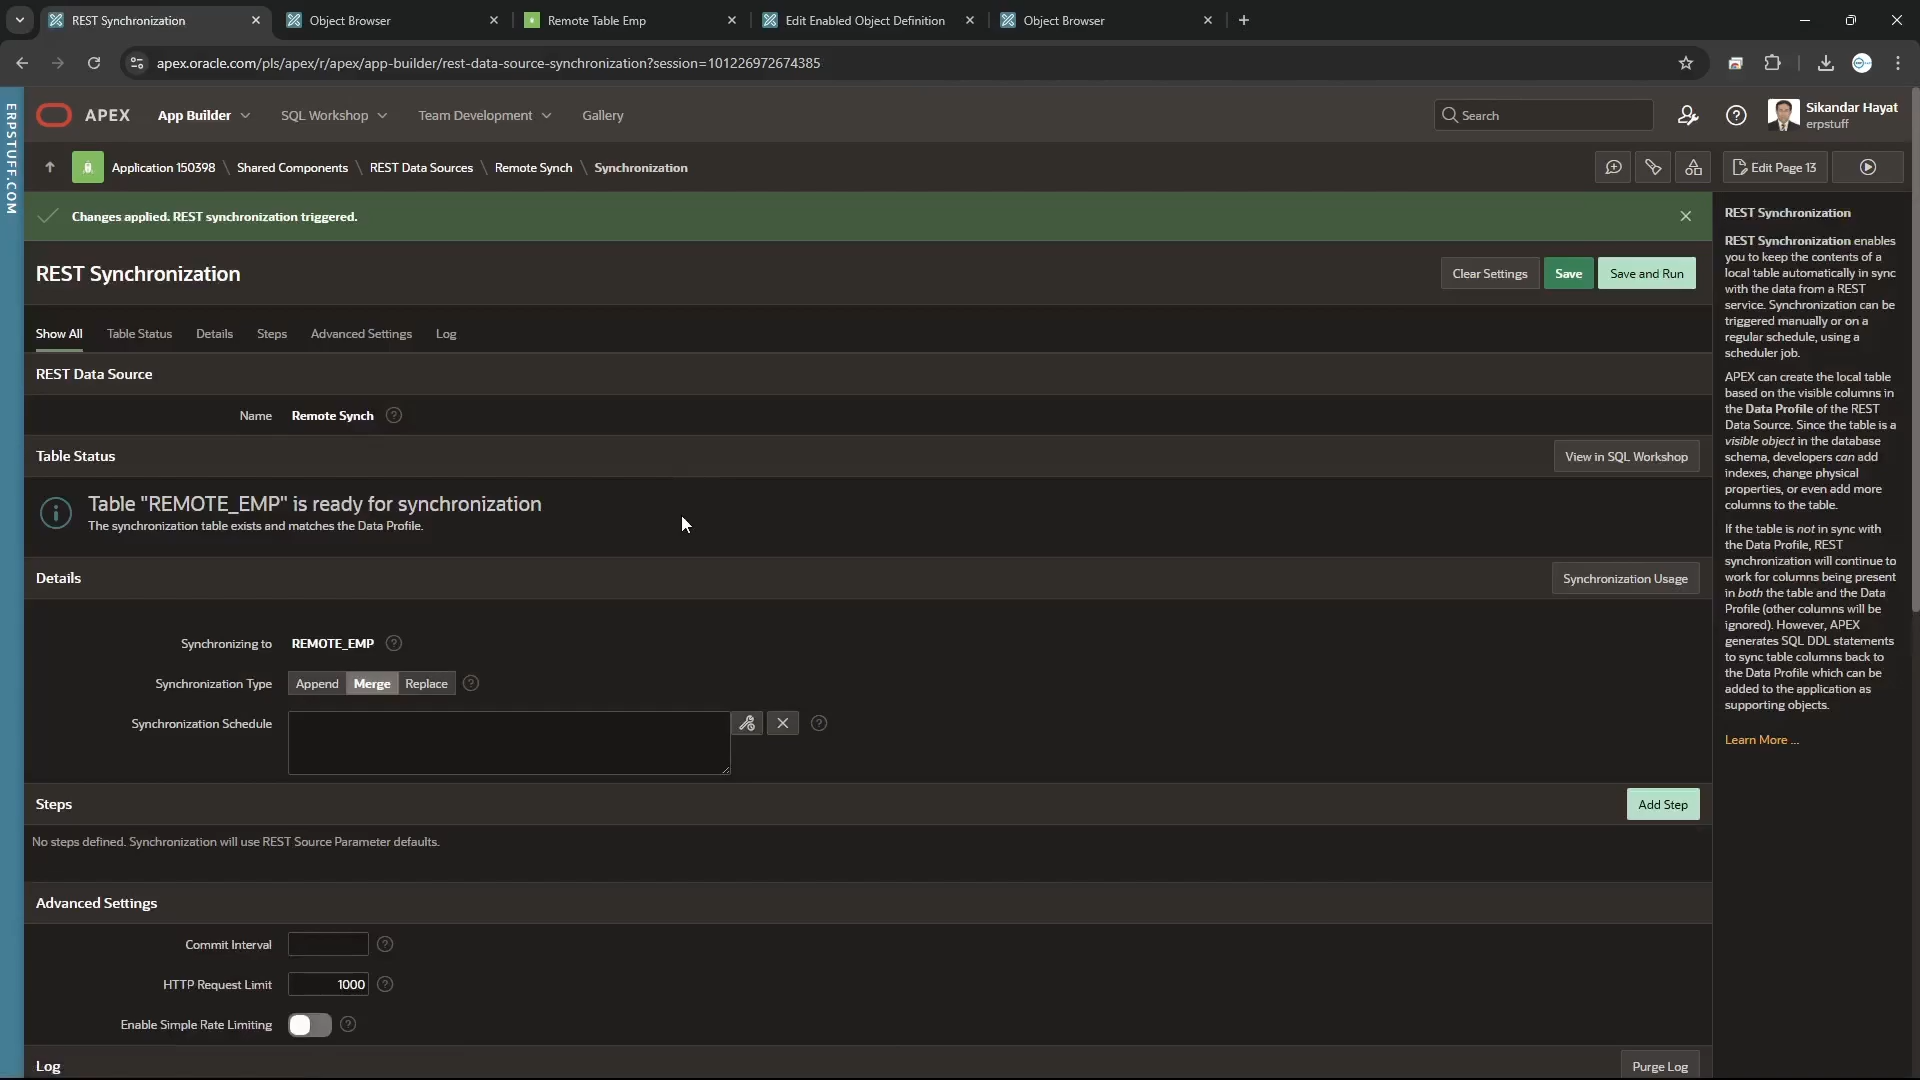 REST Synchronization
Object Browser
Remote Table Emp
Edit Enabled Object Definition
Object Browser
apex.oracle.com/pls/apex/r/apex/app-builder/rest-data-source-synchronization?session=101226972674385
ERPSTUFF.COM
APEX
App Builder
SQL Workshop
Team Development
Gallery
Search
Sikandar Hayat
erpstuff
Application 150398 \ Shared Components \ REST Data Sources \ Remote Synch \ Synchronization
Edit Page 13
Changes applied. REST synchronization triggered.
REST Synchronization
Clear Settings
Save
Save and Run
Show All
Table Status
Details
Steps
Advanced Settings
Log
REST Data Source
Name Remote Synch
Table Status
View in SQL Workshop
Table "REMOTE_EMP" is ready for synchronization
The synchronization table exists and matches the Data Profile.
Details
Synchronization Usage
Synchronizing to REMOTE_EMP
Synchronization Type Append Merge Replace
Synchronization Schedule
Steps
Add Step
No steps defined. Synchronization will use REST Source Parameter defaults.
Advanced Settings
Commit Interval
HTTP Request Limit 1000
Enable Simple Rate Limiting
Log
Purge Log
REST Synchronization
REST Synchronization enables
you to keep the contents of a
local table automatically in sync
with the data from a REST
service. Synchronization can be
triggered manually or on a
regular schedule, using a
scheduler job.
APEX can create the local table
based on the visible columns in
the Data Profile of the REST
Data Source. Since the table is a
visible object in the database
schema, developers can add
indexes, change physical
properties, or even add more
columns to the table.
If the table is not in sync with
the Data Profile, REST
synchronization will continue to
work for columns being present
in both the table and the Data
Profile (other columns will be
ignored). However, APEX
generates SQL DDL statements
to sync table columns back to
the Data Profile which can be
added to the application as
supporting objects.
Learn More ...